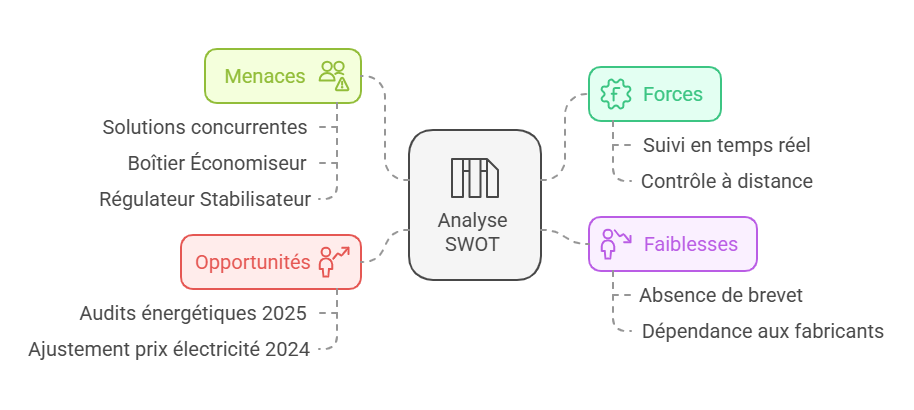 Menaces
Solutions concurrentes
Boîtier Économiseur
Régulateur Stabilisateur
Opportunités
Audits énergétiques 2025
Ajustement prix électricité 2024
Analyse
SWOT
Forces
Suivi en temps réel
Contrôle à distance
Faiblesses
Absence de brevet
Dépendance aux fabricants